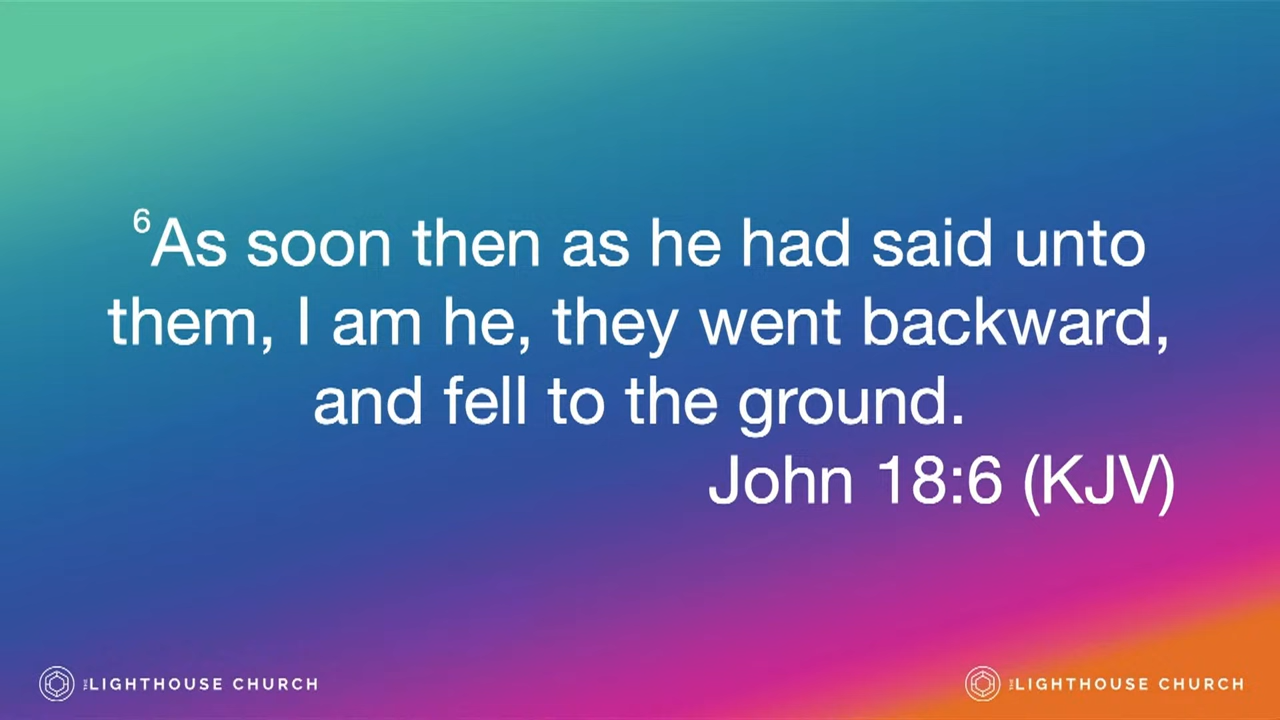 ⁶As soon then as he had said unto
them, I am he, they went backward,
and fell to the ground.
John 18:6 (KJV)
THE LIGHTHOUSE CHURCH
THE LIGHTHOUSE CHURCH